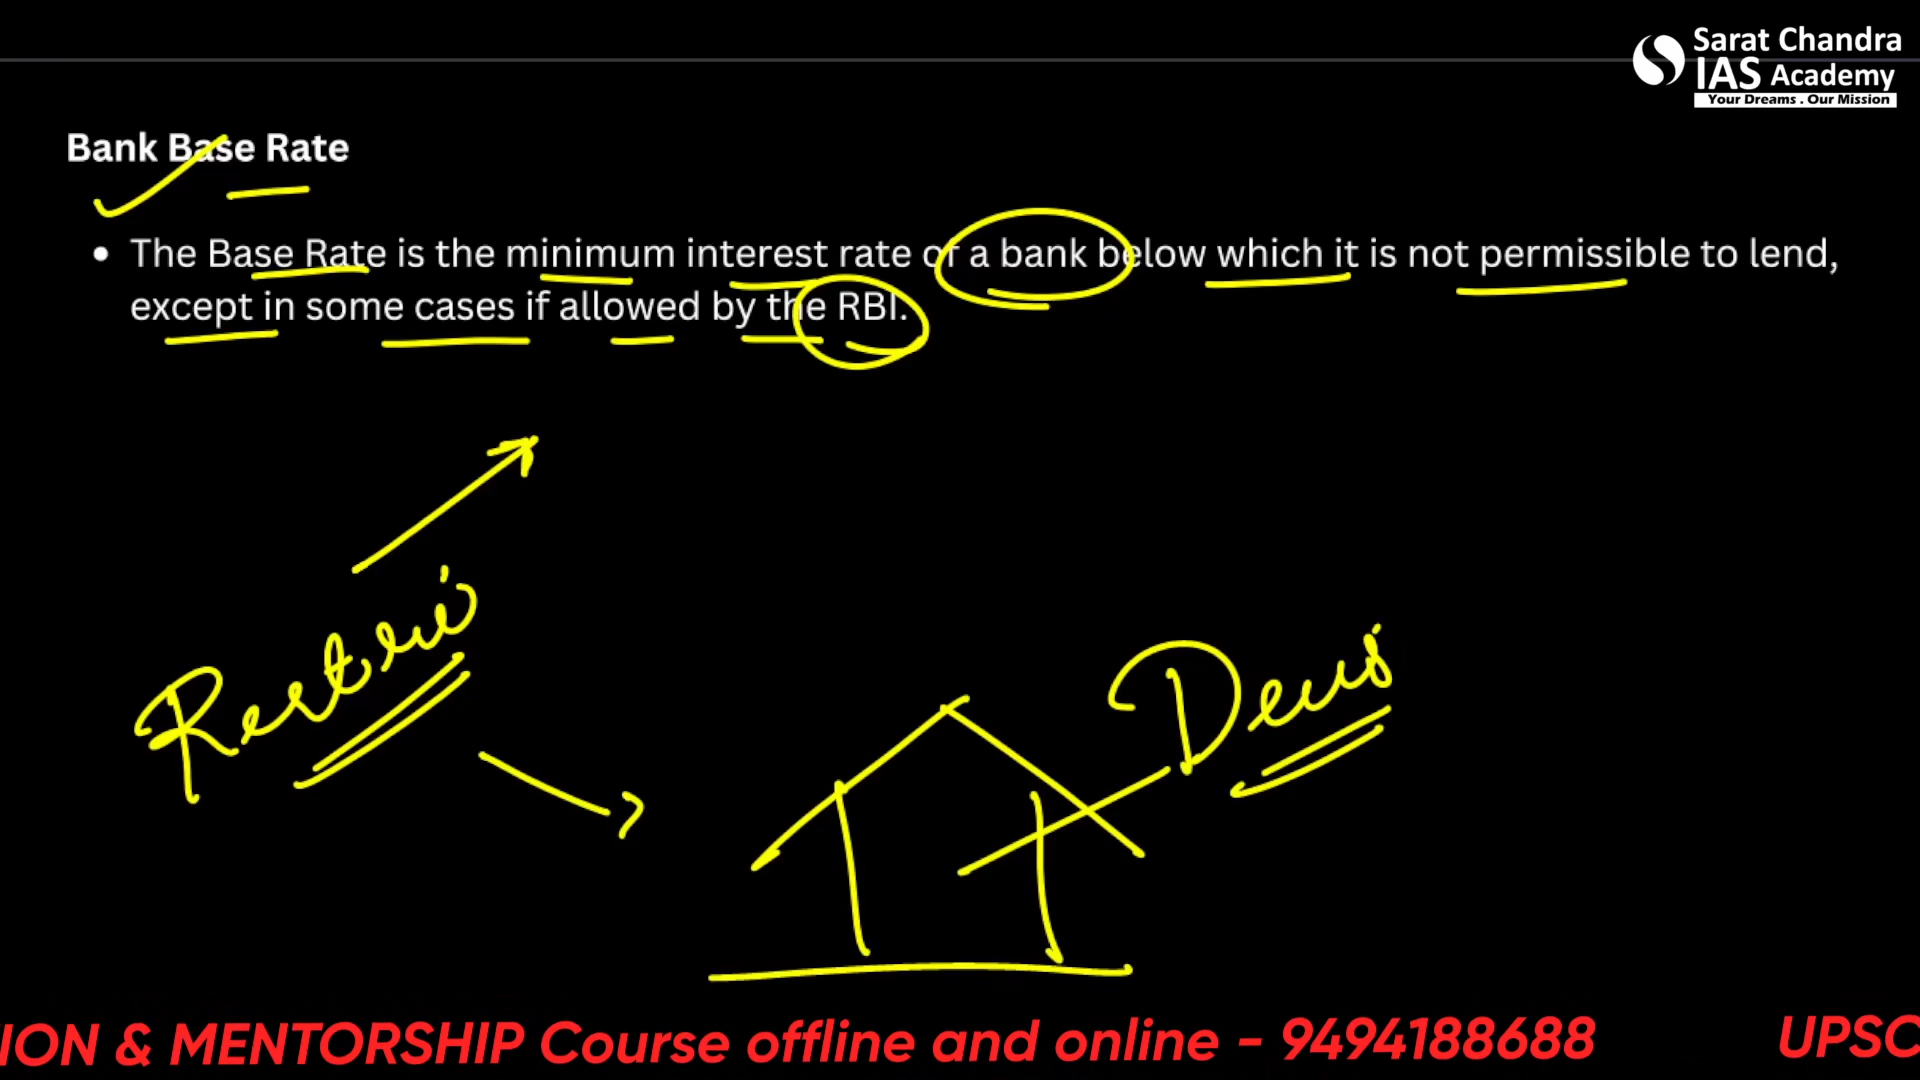 Sarat Chandra
IAS Academy
Your Dreams . Our Mission
Bank Base Rate
• The Base Rate is the minimum interest rate of a bank below which it is not permissible to lend,
except in some cases if allowed by the RBI.
ION & MENTORSHIP Course offline and online - 9494188688 UPSC